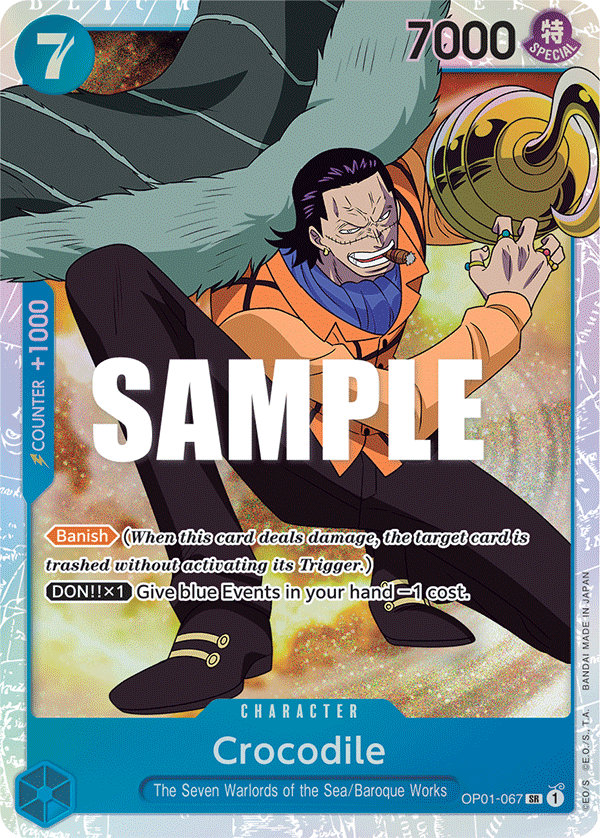 7
7000
特
SPECIAL
COUNTER +1000
SAMPLE
Banish (When this card deals damage, the target card is
trashed without activating its Trigger.)
DON!!×1 Give blue Events in your hand −1 cost.
CHARACTER
Crocodile
The Seven Warlords of the Sea/Baroque Works
OP01-067 SR 1
©E.O./S, ©E.O./S, T.A. BANDAI MADE IN JAPAN